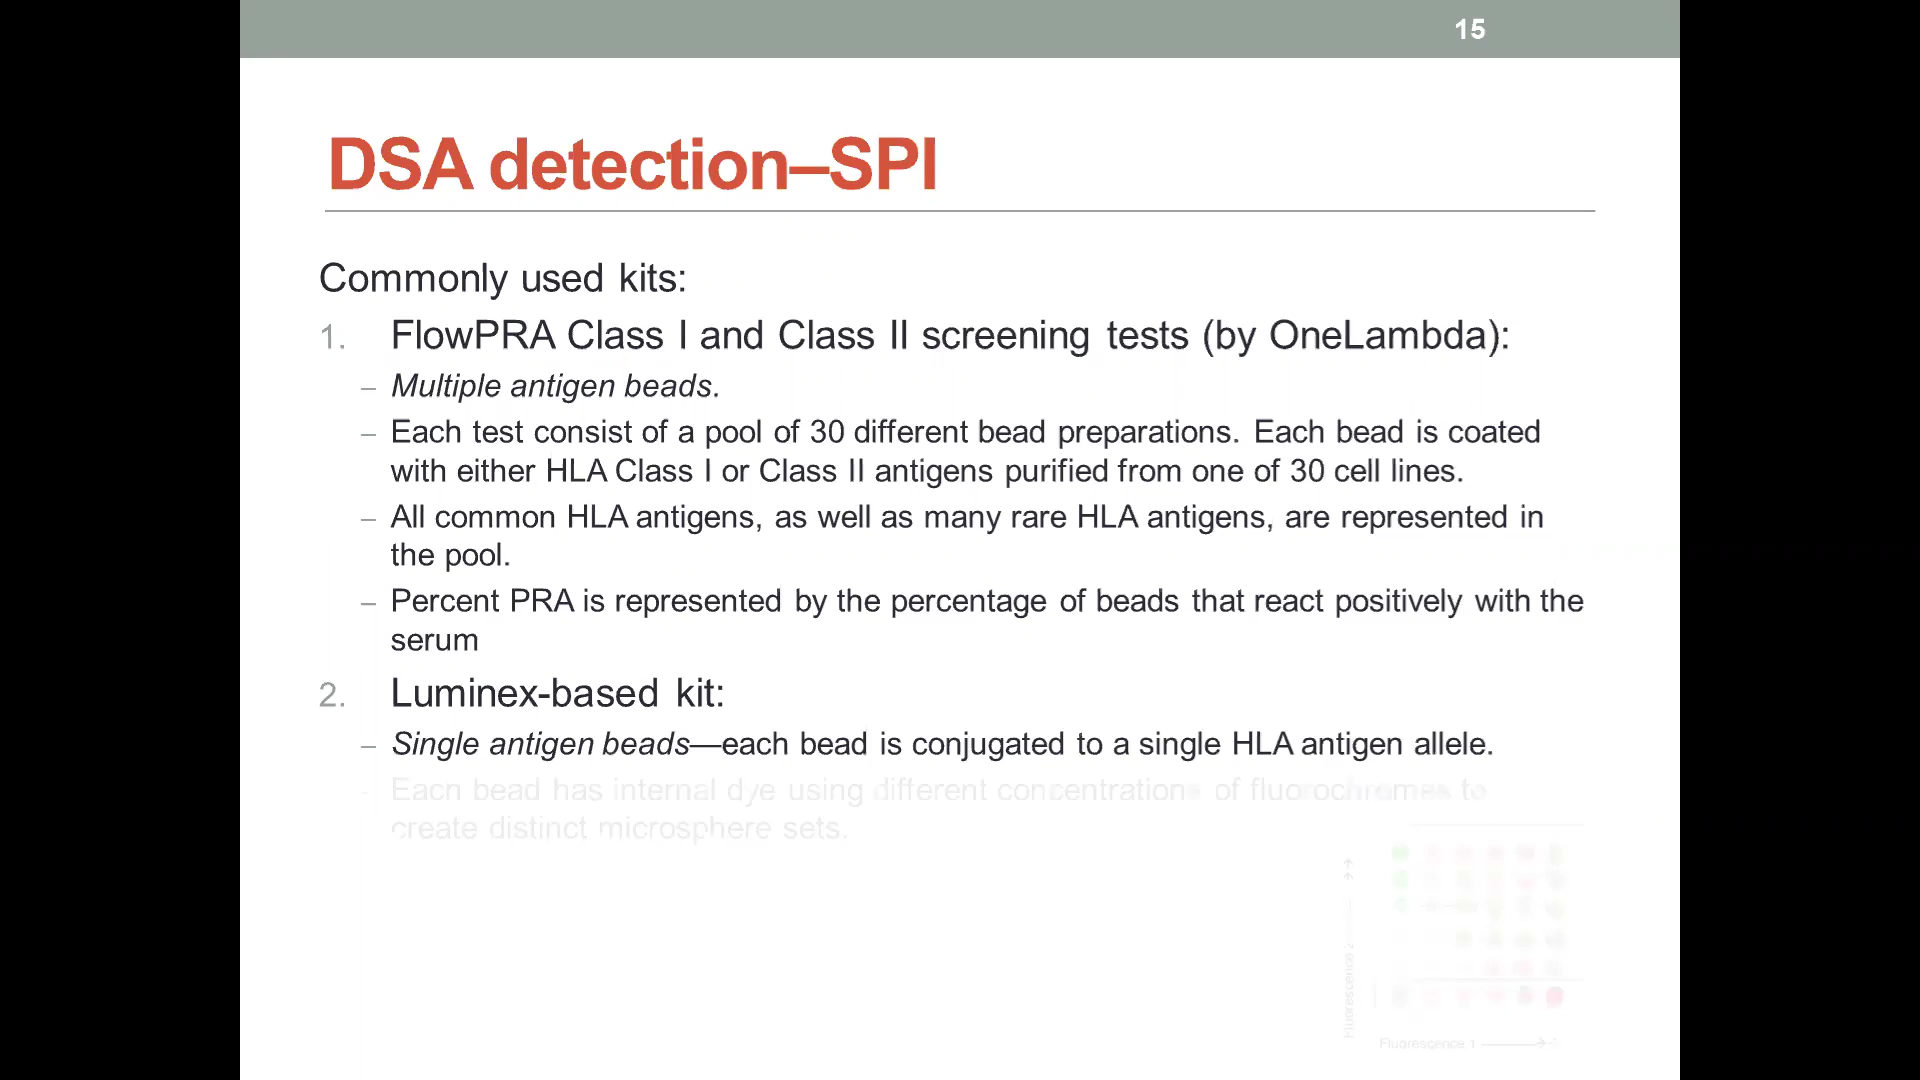 15
DSA detection–SPI
Commonly used kits:
1. FlowPRA Class I and Class II screening tests (by OneLambda):
– Multiple antigen beads.
– Each test consist of a pool of 30 different bead preparations. Each bead is coated
with either HLA Class I or Class II antigens purified from one of 30 cell lines.
– All common HLA antigens, as well as many rare HLA antigens, are represented in
the pool.
– Percent PRA is represented by the percentage of beads that react positively with the
serum
2. Luminex-based kit:
– Single antigen beads—each bead is conjugated to a single HLA antigen allele.
- Each bead has internal dye using different concentrations of fluorochromes to
create distinct microsphere sets.
Fluorescence 2
Fluorescence 1